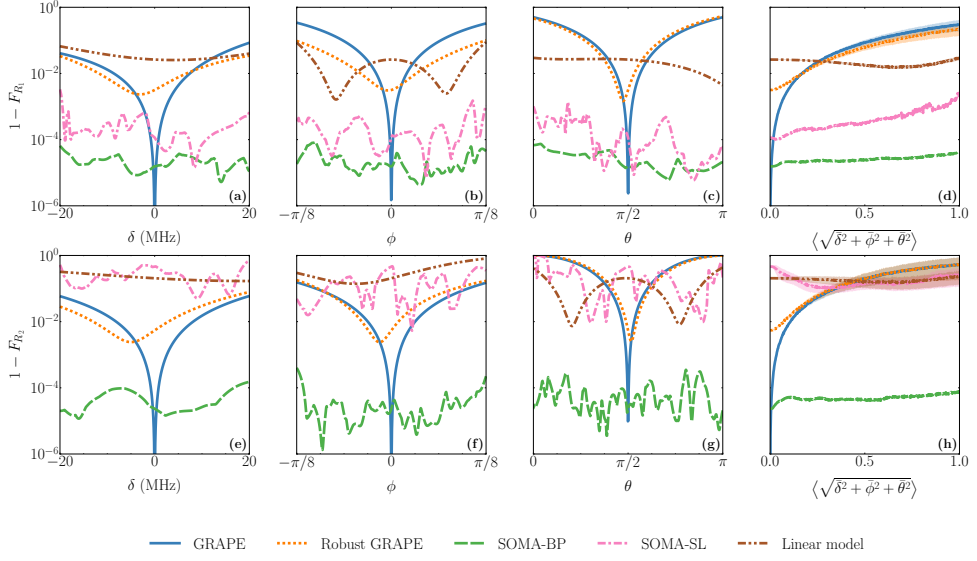 10^0
10^{-2}
10^{-4}
10^{-6}
1 − F_{R_1}
−20
0
20
δ (MHz)
(a)
−π/8
0
π/8
ϕ
(b)
0
π/2
π
θ
(c)
0.0
0.5
1.0
⟨√(δ̄² + ϕ̄² + θ̄²)⟩
(d)
10^0
10^{-2}
10^{-4}
10^{-6}
1 − F_{R_2}
−20
0
20
δ (MHz)
(e)
−π/8
0
π/8
ϕ
(f)
0
π/2
π
θ
(g)
0.0
0.5
1.0
⟨√(δ̄² + ϕ̄² + θ̄²)⟩
(h)
GRAPE Robust GRAPE SOMA-BP SOMA-SL Linear model